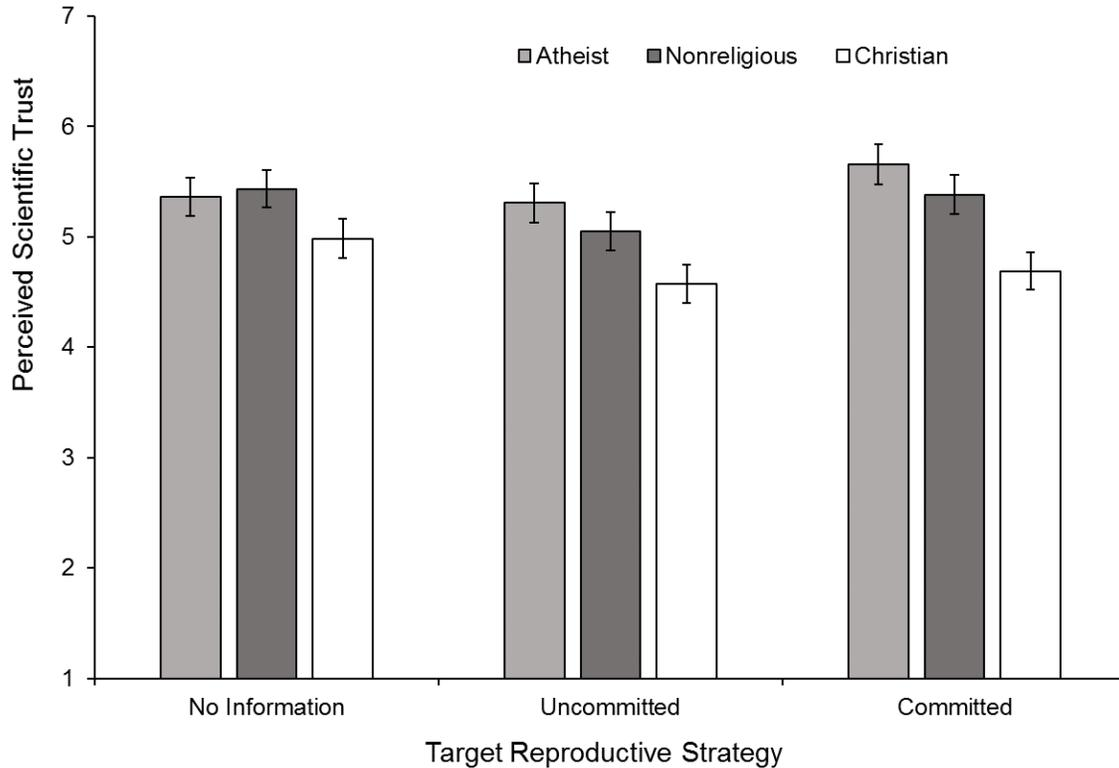 7
6
5
4
3
2
1
Perceived Scientific Trust
Atheist Nonreligious Christian
No Information Uncommitted Committed
Target Reproductive Strategy